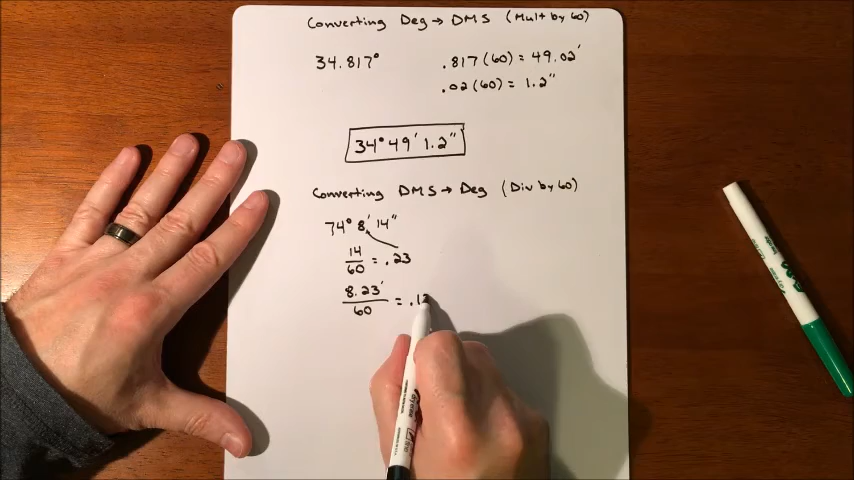 Converting Deg → DMS (Mult by 60)
34.817° .817(60) = 49.02'
.02(60) = 1.2"
34° 49' 1.2"
Converting DMS → Deg (Div by 60)
74° 8' 14"
14/60 = .23
8.23'/60 = .13